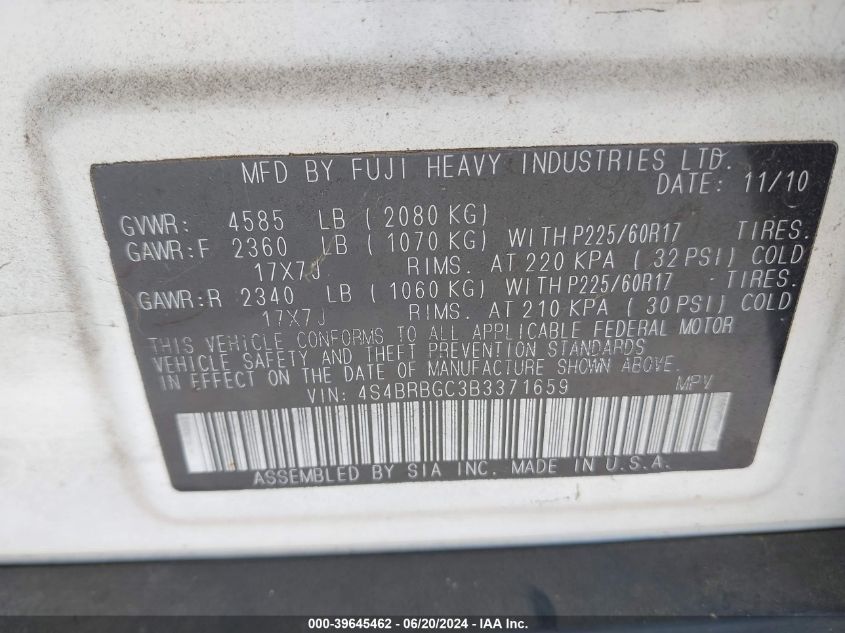 MFD BY FUJI HEAVY INDUSTRIES LTD.
DATE: 11/10
GVWR: 4585 LB (2080 KG)
GAWR:F 2360 LB (1070 KG) WITH P225/60R17 TIRES.
17X7J RIMS. AT 220 KPA (32 PSI) COLD
GAWR:R 2340 LB (1060 KG) WITH P225/60R17 TIRES.
17X7J RIMS. AT 210 KPA (30 PSI) COLD
THIS VEHICLE CONFORMS TO ALL APPLICABLE FEDERAL MOTOR
VEHICLE SAFETY AND THEFT PREVENTION STANDARDS
IN EFFECT ON THE DATE OF MANUFACTURE SHOWN ABOVE.
VIN: 4S4BRBGC3B3371659 MPV
ASSEMBLED BY SIA INC. MADE IN U.S.A.
000-39645462 - 06/20/2024 - IAA Inc.